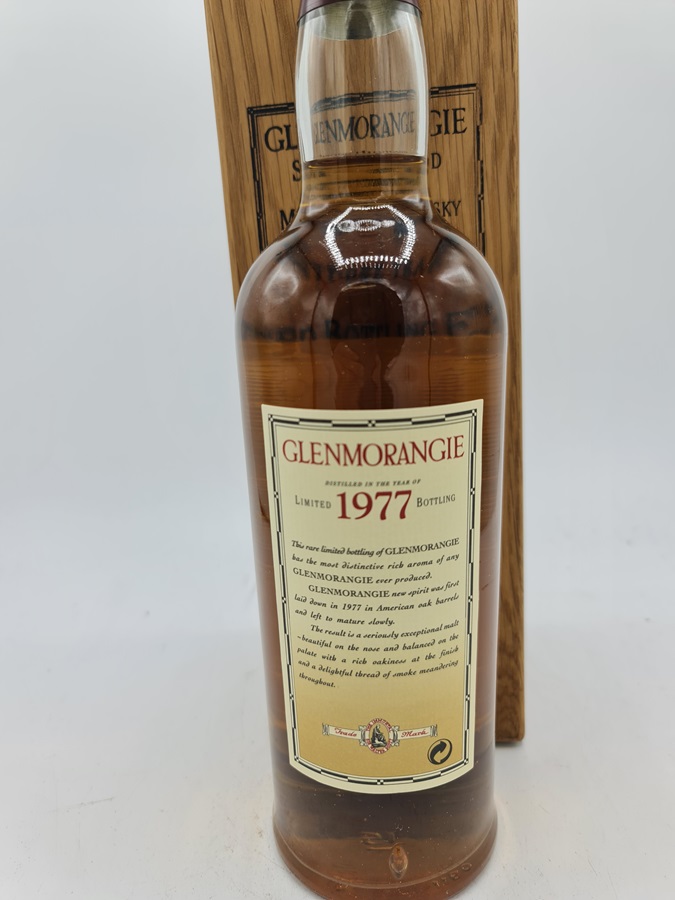 GLENMORANGIE
GL GIE
S D
M SKY
GLENMORANGIE
DISTILLED IN THE YEAR OF
LIMITED 1977 BOTTLING
This rare limited bottling of GLENMORANGIE
has the most distinctive rich aroma of any
GLENMORANGIE ever produced.
GLENMORANGIE new spirit was first
laid down in 1977 in American oak barrels
and left to mature slowly.
The result is a seriously exceptional malt
~beautiful on the nose and balanced on the
palate with a rich oakiness at the finish
and a delightful thread of smoke meandering
throughout.
Trade Mark